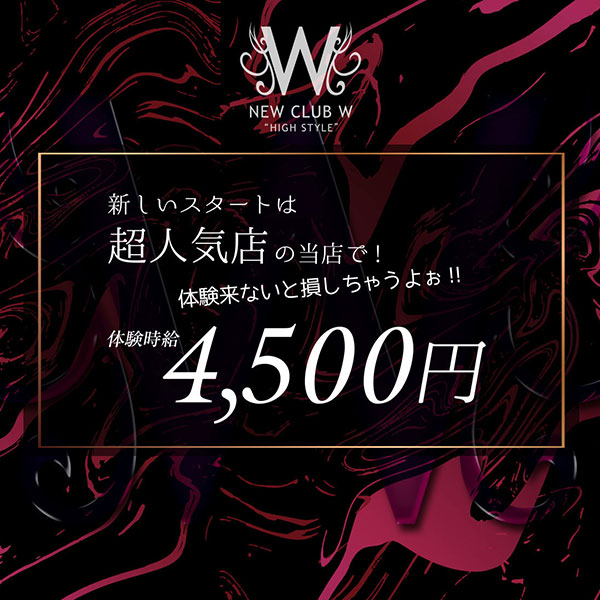 W
NEW CLUB W
"HIGH STYLE"
新しいスタートは
超人気店の当店で!
体験来ないと損しちゃうよぉ!!
体験時給4,500円